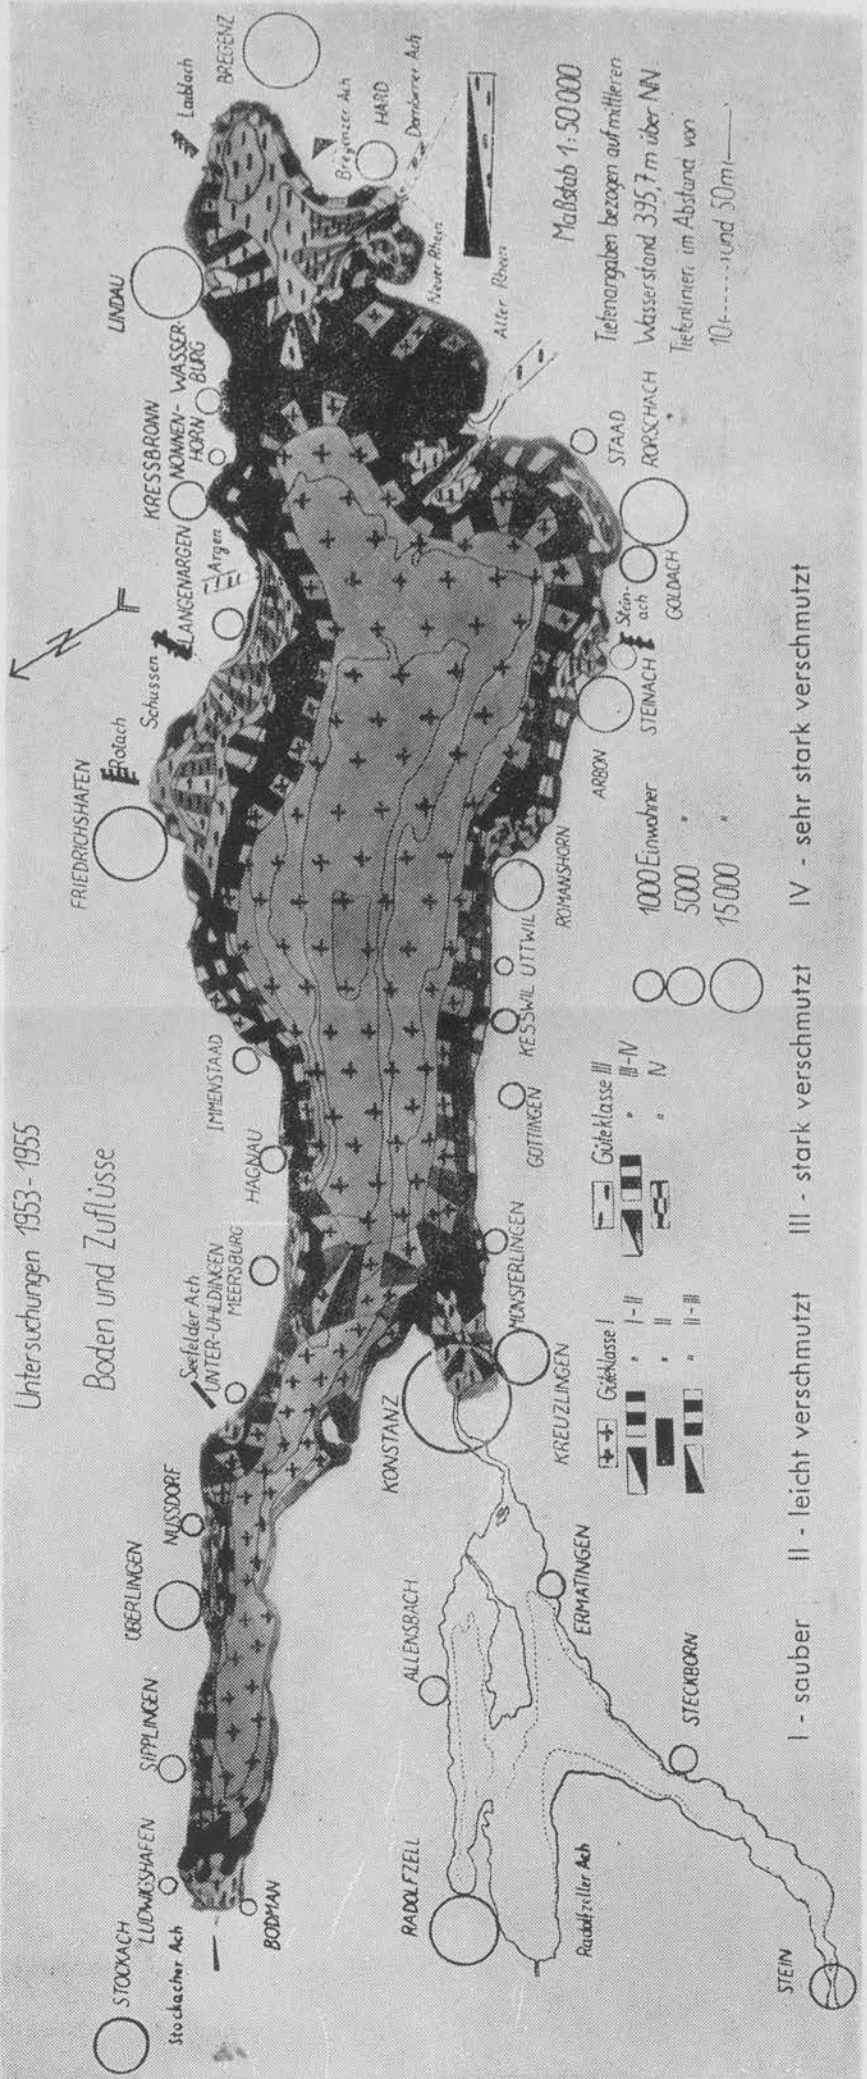 Untersuchungen 1953-1955
Boden und Zuflüsse
STOCKACH
LUDWIGSHAFEN
Stockacher Ach
BODMAN
SIPPLINGEN
ÜBERLINGEN
NUSSDORF
Seefelder Ach
UNTER-UHLDINGEN
MEERSBURG
HAGNAU
IMMENSTAAD
FRIEDRICHSHAFEN
Rotach
Schussen
LANGENARGEN
Argen
KRESSBRONN
NONNEN-
HORN
WASSER-
BURG
LINDAU
Laiblach
BREGENZ
Bregenzer Ach
HARD
Dornbirner Ach
Neuer Rhein
Alter Rhein
STAAD
RORSCHACH
GOLDACH
Stein-
ach
STEINACH
ARBON
ROMANSHORN
UTTWIL
KESSWIL
GÜTTINGEN
MÜNSTERLINGEN
KREUZLINGEN
KONSTANZ
ALLENSBACH
ERMATINGEN
RADOLFZELL
Radolfzeller Ach
STECKBORN
STEIN
Maßstab 1:50000
Tiefenangaben bezogen auf mittleren
Wasserstand 395,7 m über NN.
Tiefenlinien im Abstand von
10(-----) und 50m(——)
Güteklasse I
" I-II
" II
" II-III
Güteklasse III
" III-IV
" IV
1000 Einwohner
5000 "
15000 "
I - sauber II - leicht verschmutzt III - stark verschmutzt IV - sehr stark verschmutzt